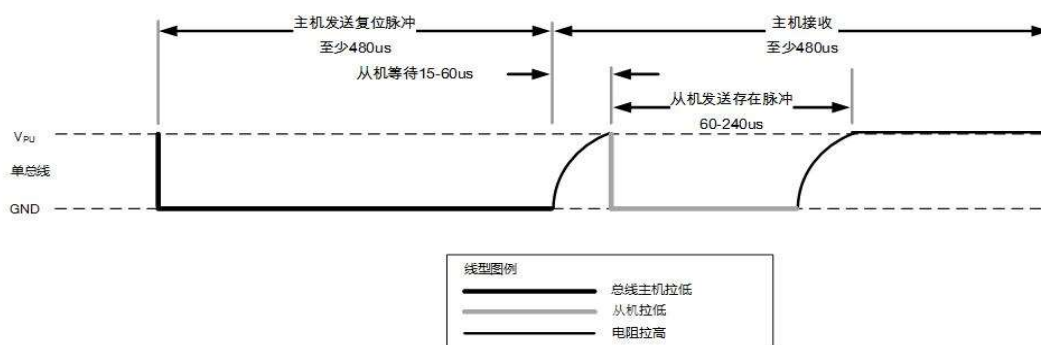 主机发送复位脉冲
至少480us
主机接收
至少480us
从机等待15-60us
从机发送存在脉冲
60-240us
VPU
单总线
GND
线型图例
总线主机拉低
从机拉低
电阻拉高